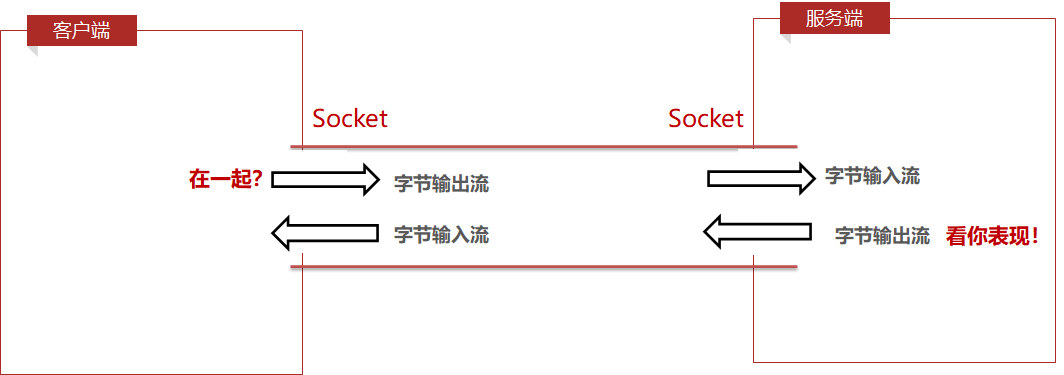 客户端
服务端
Socket
Socket
在一起?
字节输出流
字节输入流
字节输入流
字节输出流
看你表现!